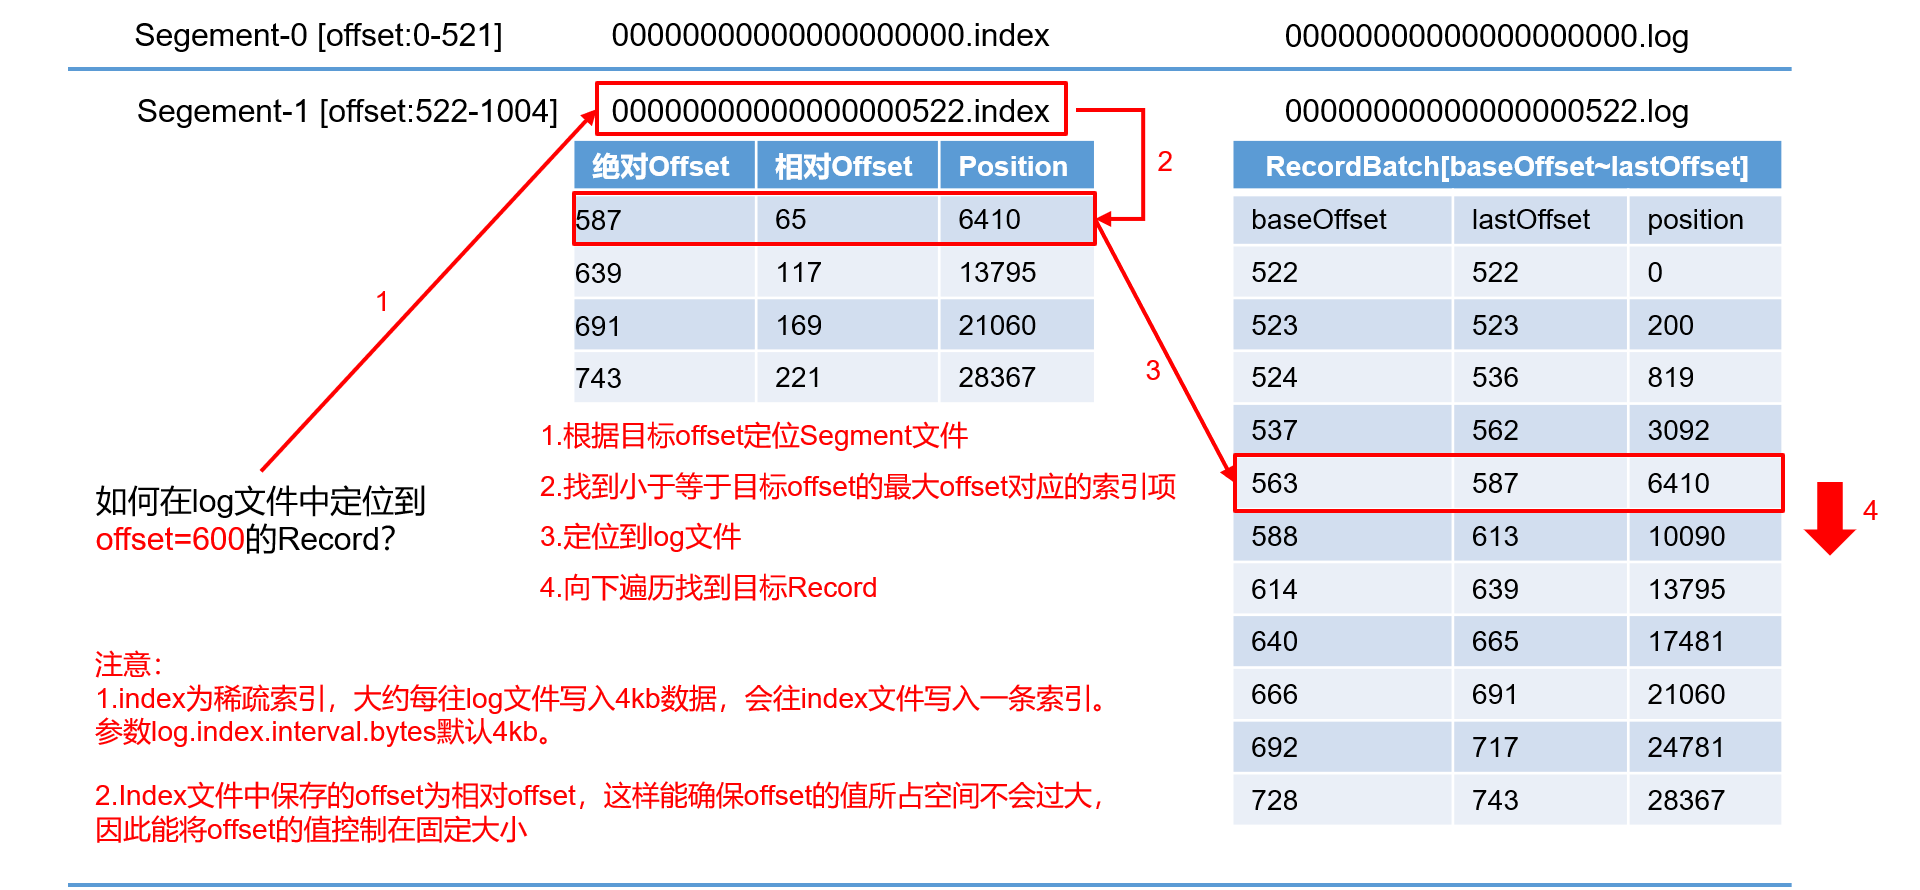 Segement-0 [offset:0-521] 00000000000000000000.index 00000000000000000000.log
Segement-1 [offset:522-1004] 00000000000000000522.index 00000000000000000522.log
绝对Offset 相对Offset Position
587 65 6410
639 117 13795
691 169 21060
743 221 28367
RecordBatch[baseOffset~lastOffset]
baseOffset lastOffset position
522 522 0
523 523 200
524 536 819
537 562 3092
563 587 6410
588 613 10090
614 639 13795
640 665 17481
666 691 21060
692 717 24781
728 743 28367
1
2
3
4
如何在log文件中定位到
offset=600的Record？
1.根据目标offset定位Segment文件
2.找到小于等于目标offset的最大offset对应的索引项
3.定位到log文件
4.向下遍历找到目标Record
注意：
1.index为稀疏索引，大约每往log文件写入4kb数据，会往index文件写入一条索引。
参数log.index.interval.bytes默认4kb。
2.Index文件中保存的offset为相对offset，这样能确保offset的值所占空间不会过大，
因此能将offset的值控制在固定大小